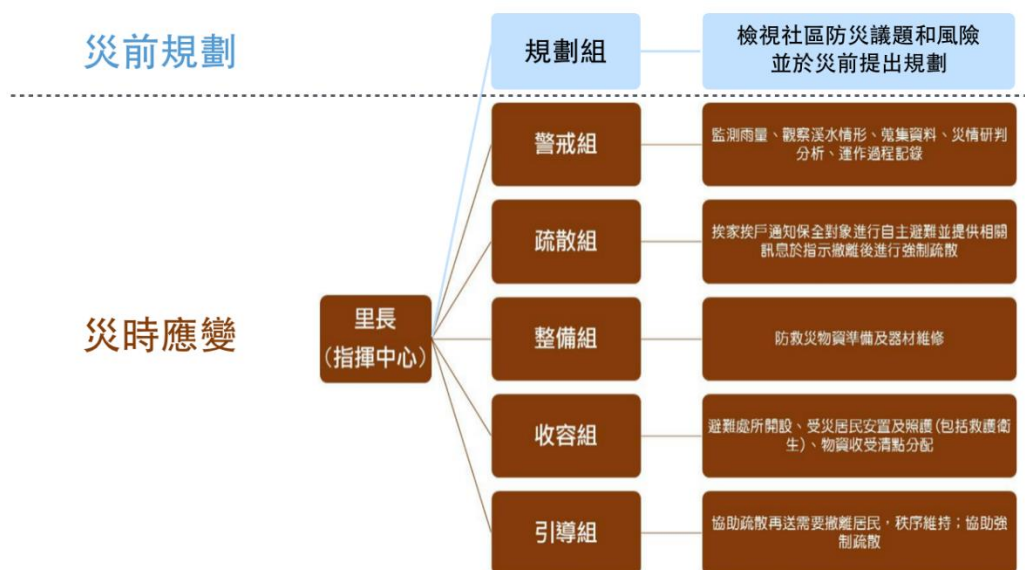 災前規劃
規劃組
檢視社區防災議題和風險
並於災前提出規劃
警戒組
監測雨量、觀察溪水情形、蒐集資料、災情研判
分析、運作過程記錄
疏散組
挨家挨戶通知保全對象進行自主避難並提供相關
訊息於指示撤離後進行強制疏散
災時應變
里長
(指揮中心)
整備組
防救災物資準備及器材維修
收容組
避難處所開設、受災居民安置及照護(包括救護衛
生)、物資收受清點分配
引導組
協助疏散再送需要撤離居民，秩序維持；協助強
制疏散